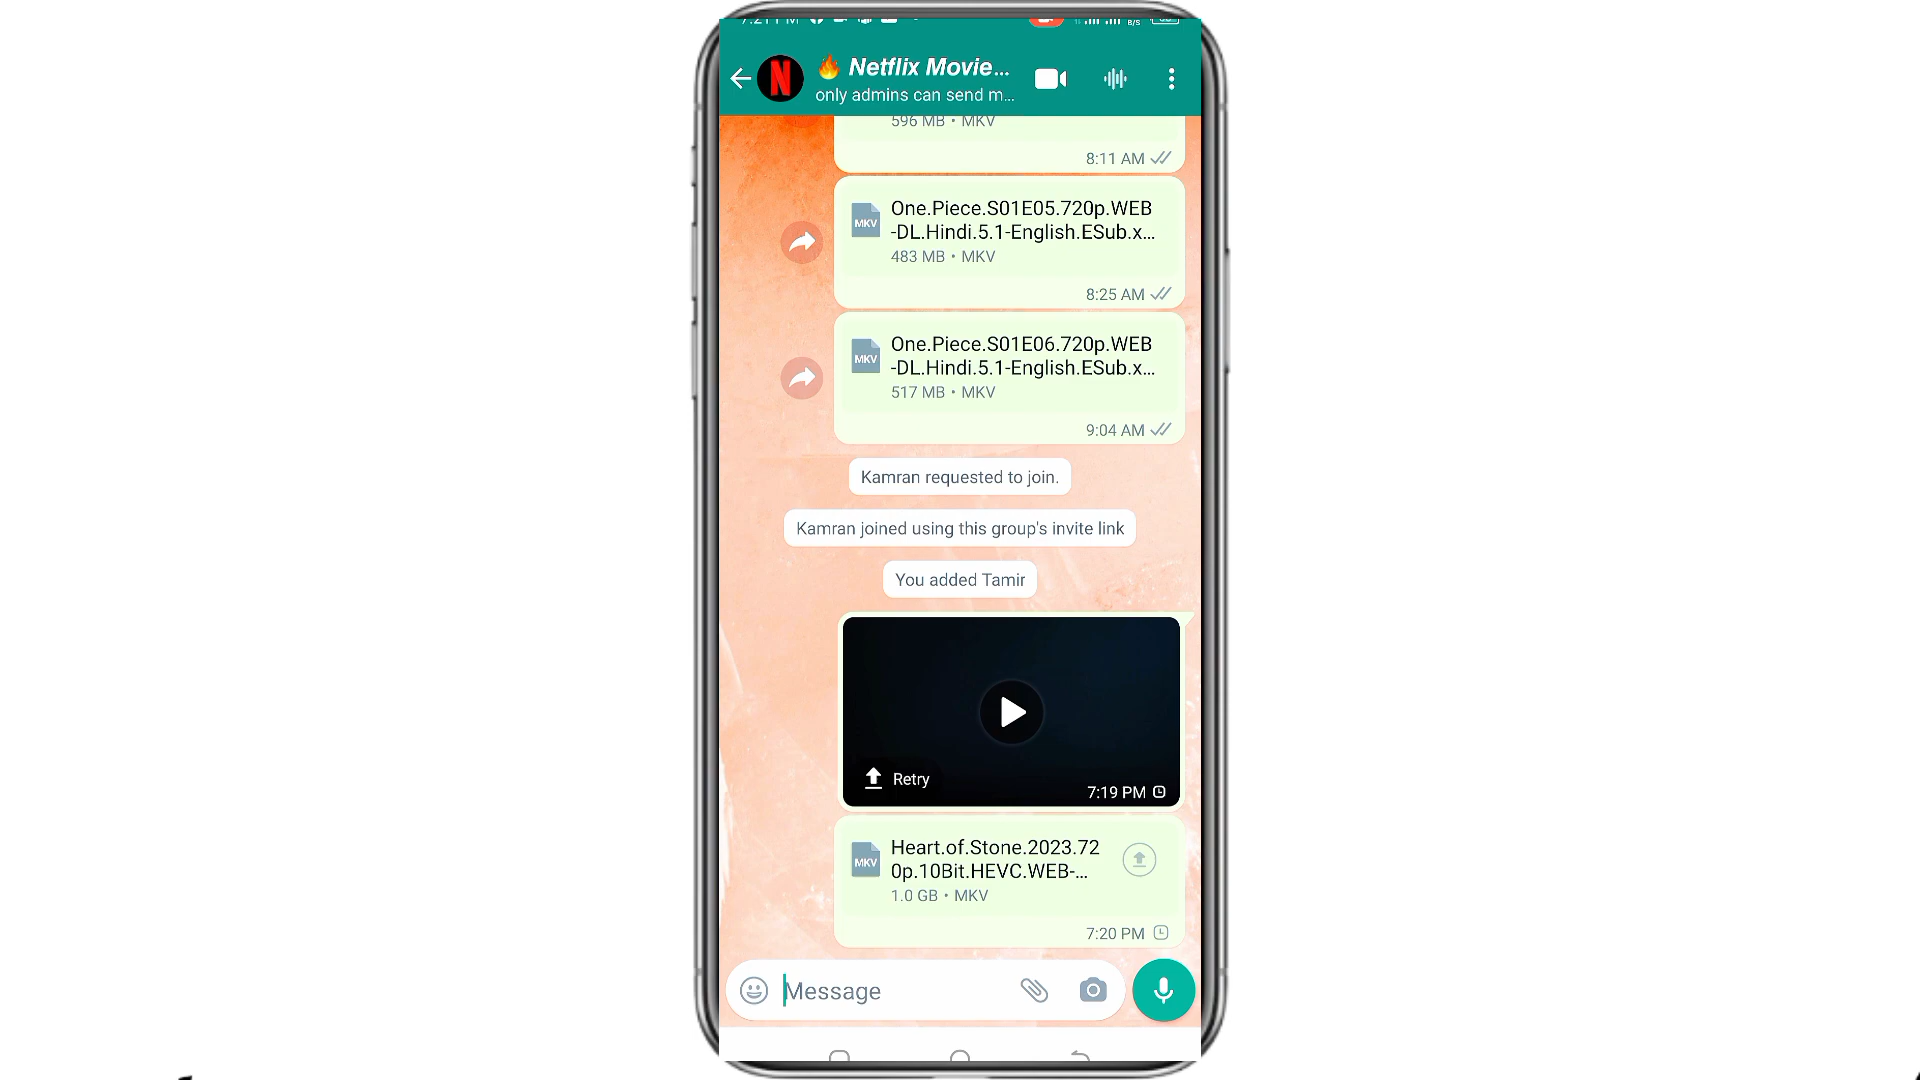 7:21 PM
B/S
🔥 Netflix Movie...
only admins can send m...
596 MB • MKV
8:11 AM
MKV
One.Piece.S01E05.720p.WEB
-DL.Hindi.5.1-English.ESub.x...
483 MB • MKV
8:25 AM
MKV
One.Piece.S01E06.720p.WEB
-DL.Hindi.5.1-English.ESub.x...
517 MB • MKV
9:04 AM
Kamran requested to join.
Kamran joined using this group's invite link
You added Tamir
Retry
7:19 PM
MKV
Heart.of.Stone.2023.72
0p.10Bit.HEVC.WEB-...
1.0 GB • MKV
7:20 PM
Message